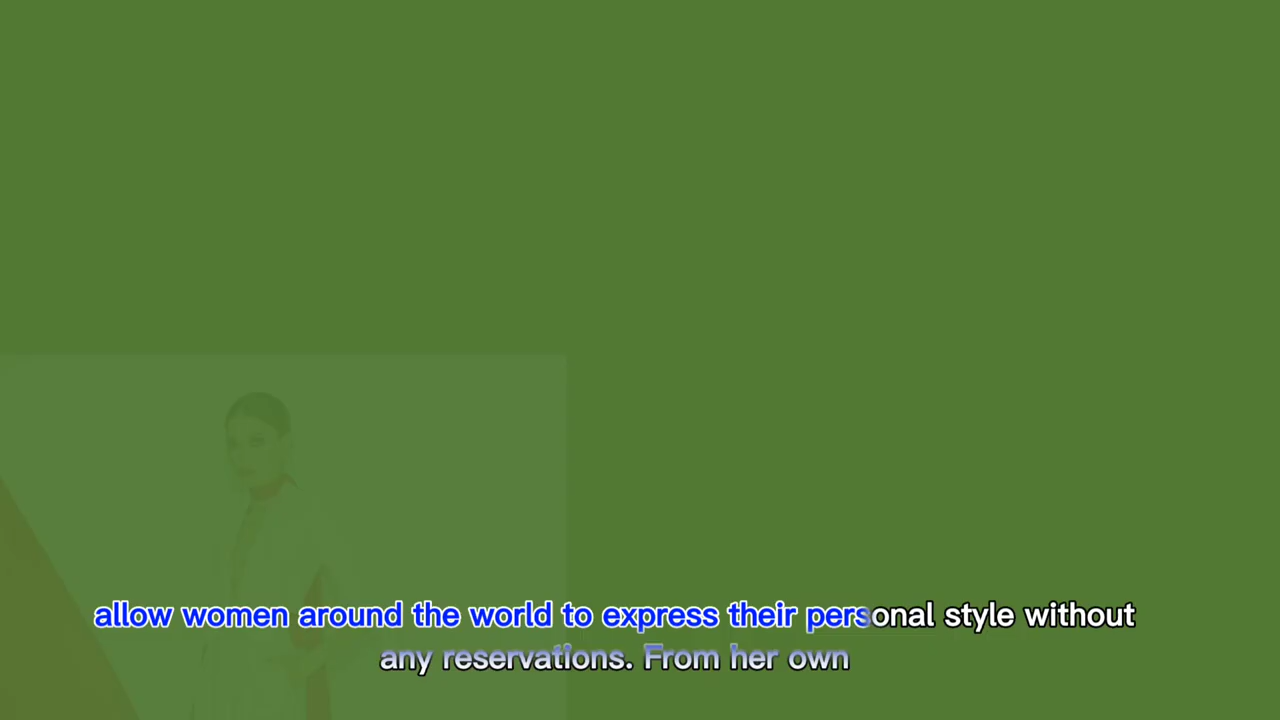 allow women around the world to express their personal style without
any reservations. From her own